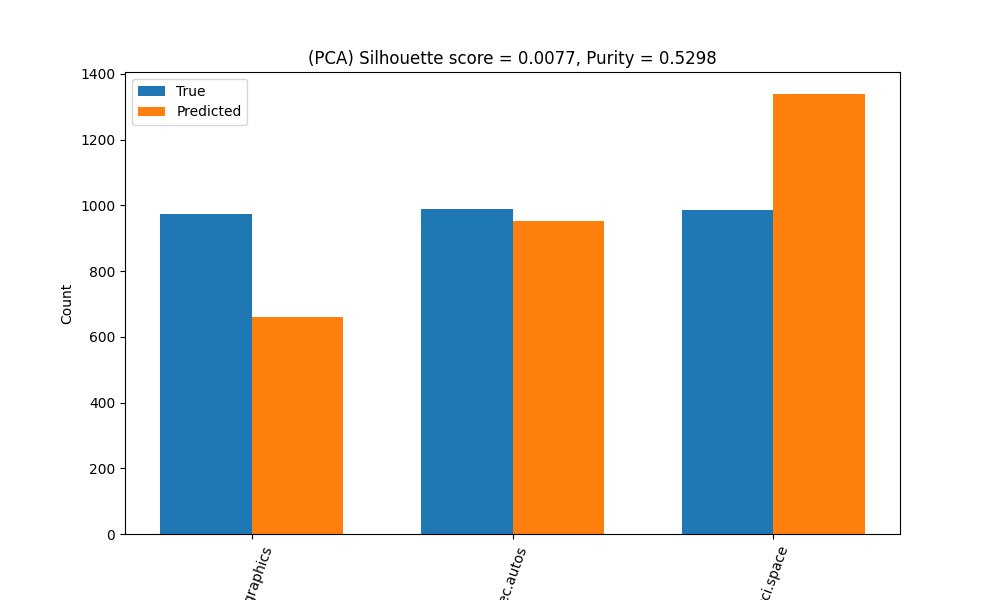 (PCA) Silhouette score = 0.0077, Purity = 0.5298
True
Predicted
Count
1400
1200
1000
800
600
400
200
0
graphics
ec.autos
ci.space